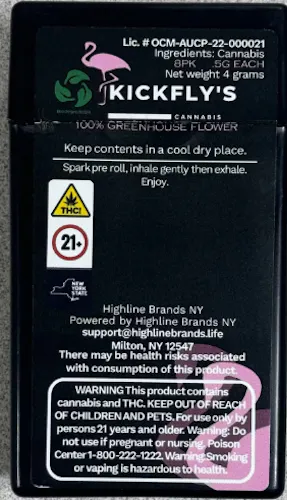 Lic. # OCM-AUCP-22-000021
Ingredients: Cannabis
8PK .5G EACH
Net weight 4 grams
KICKFLY'S
CANNABIS
100% GREENHOUSE FLOWER
Keep contents in a cool dry place.
Spark pre roll, inhale gently then exhale.
Enjoy.
THC!
21+
NEW
YORK
STATE
Highline Brands NY
Powered by Highline Brands NY
support@highlinebrands.life
Milton, NY 12547
There may be health risks associated
with consumption of this product.
WARNING This product contains
cannabis and THC. KEEP OUT OF REACH
OF CHILDREN AND PETS. For use only by
persons 21 years and older. Warning: Do
not use if pregnant or nursing. Poison
Center 1-800-222-1222. Warning:Smoking
or vaping is hazardous to health.